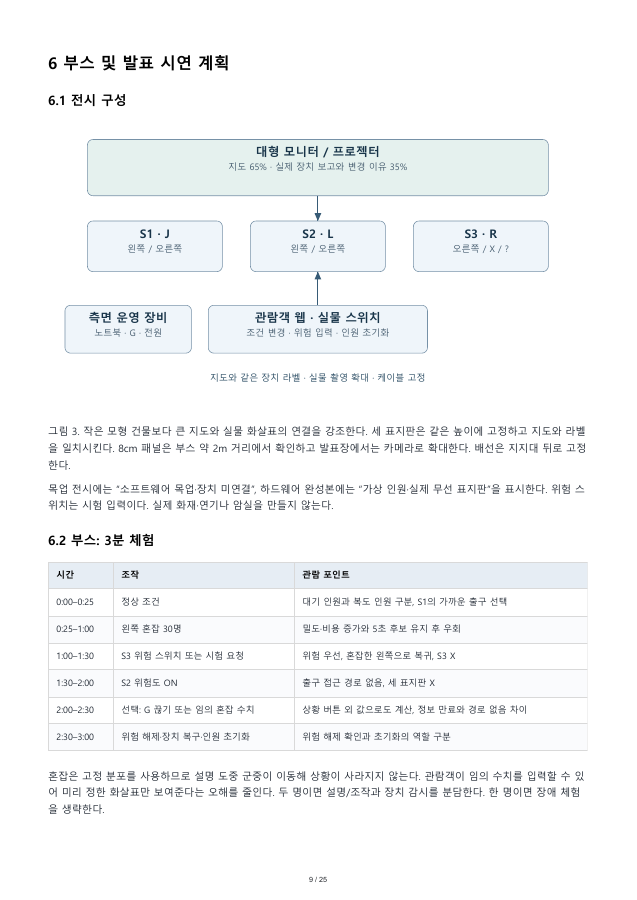 6 부스 및 발표 시연 계획
6.1 전시 구성
대형 모니터 / 프로젝터
지도 65% · 실제 장치 보고와 변경 이유 35%
S1 · J
왼쪽 / 오른쪽
S2 · L
왼쪽 / 오른쪽
S3 · R
오른쪽 / X / ?
측면 운영 장비
노트북 · G · 전원
관람객 웹 · 실물 스위치
조건 변경 · 위험 입력 · 인원 초기화
지도와 같은 장치 라벨 · 실물 촬영 확대 · 케이블 고정
그림 3. 작은 모형 건물보다 큰 지도와 실물 화살표의 연결을 강조한다. 세 표지판은 같은 높이에 고정하고 지도와 라벨
을 일치시킨다. 8cm 패널은 부스 약 2m 거리에서 확인하고 발표장에서는 카메라로 확대한다. 배선은 지지대 뒤로 고정
한다.
목업 전시에는 “소프트웨어 목업·장치 미연결”, 하드웨어 완성본에는 “가상 인원·실제 무선 표지판”을 표시한다. 위험 스
위치는 시험 입력이다. 실제 화재·연기나 암실을 만들지 않는다.
6.2 부스: 3분 체험
시간 조작 관람 포인트
0:00–0:25 정상 조건 대기 인원과 복도 인원 구분, S1의 가까운 출구 선택
0:25–1:00 왼쪽 혼잡 30명 밀도·비용 증가와 5초 후보 유지 후 우회
1:00–1:30 S3 위험 스위치 또는 시험 요청 위험 우선, 혼잡한 왼쪽으로 복귀, S3 X
1:30–2:00 S2 위험도 ON 출구 접근 경로 없음, 세 표지판 X
2:00–2:30 선택: G 끊기 또는 임의 혼잡 수치 상황 버튼 외 값으로도 계산, 정보 만료와 경로 없음 차이
2:30–3:00 위험 해제·장치 복구·인원 초기화 위험 해제 확인과 초기화의 역할 구분
혼잡은 고정 분포를 사용하므로 설명 도중 군중이 이동해 상황이 사라지지 않는다. 관람객이 임의 수치를 입력할 수 있
어 미리 정한 화살표만 보여준다는 오해를 줄인다. 두 명이면 설명/조작과 장치 감시를 분담한다. 한 명이면 장애 체험
을 생략한다.
9 / 25